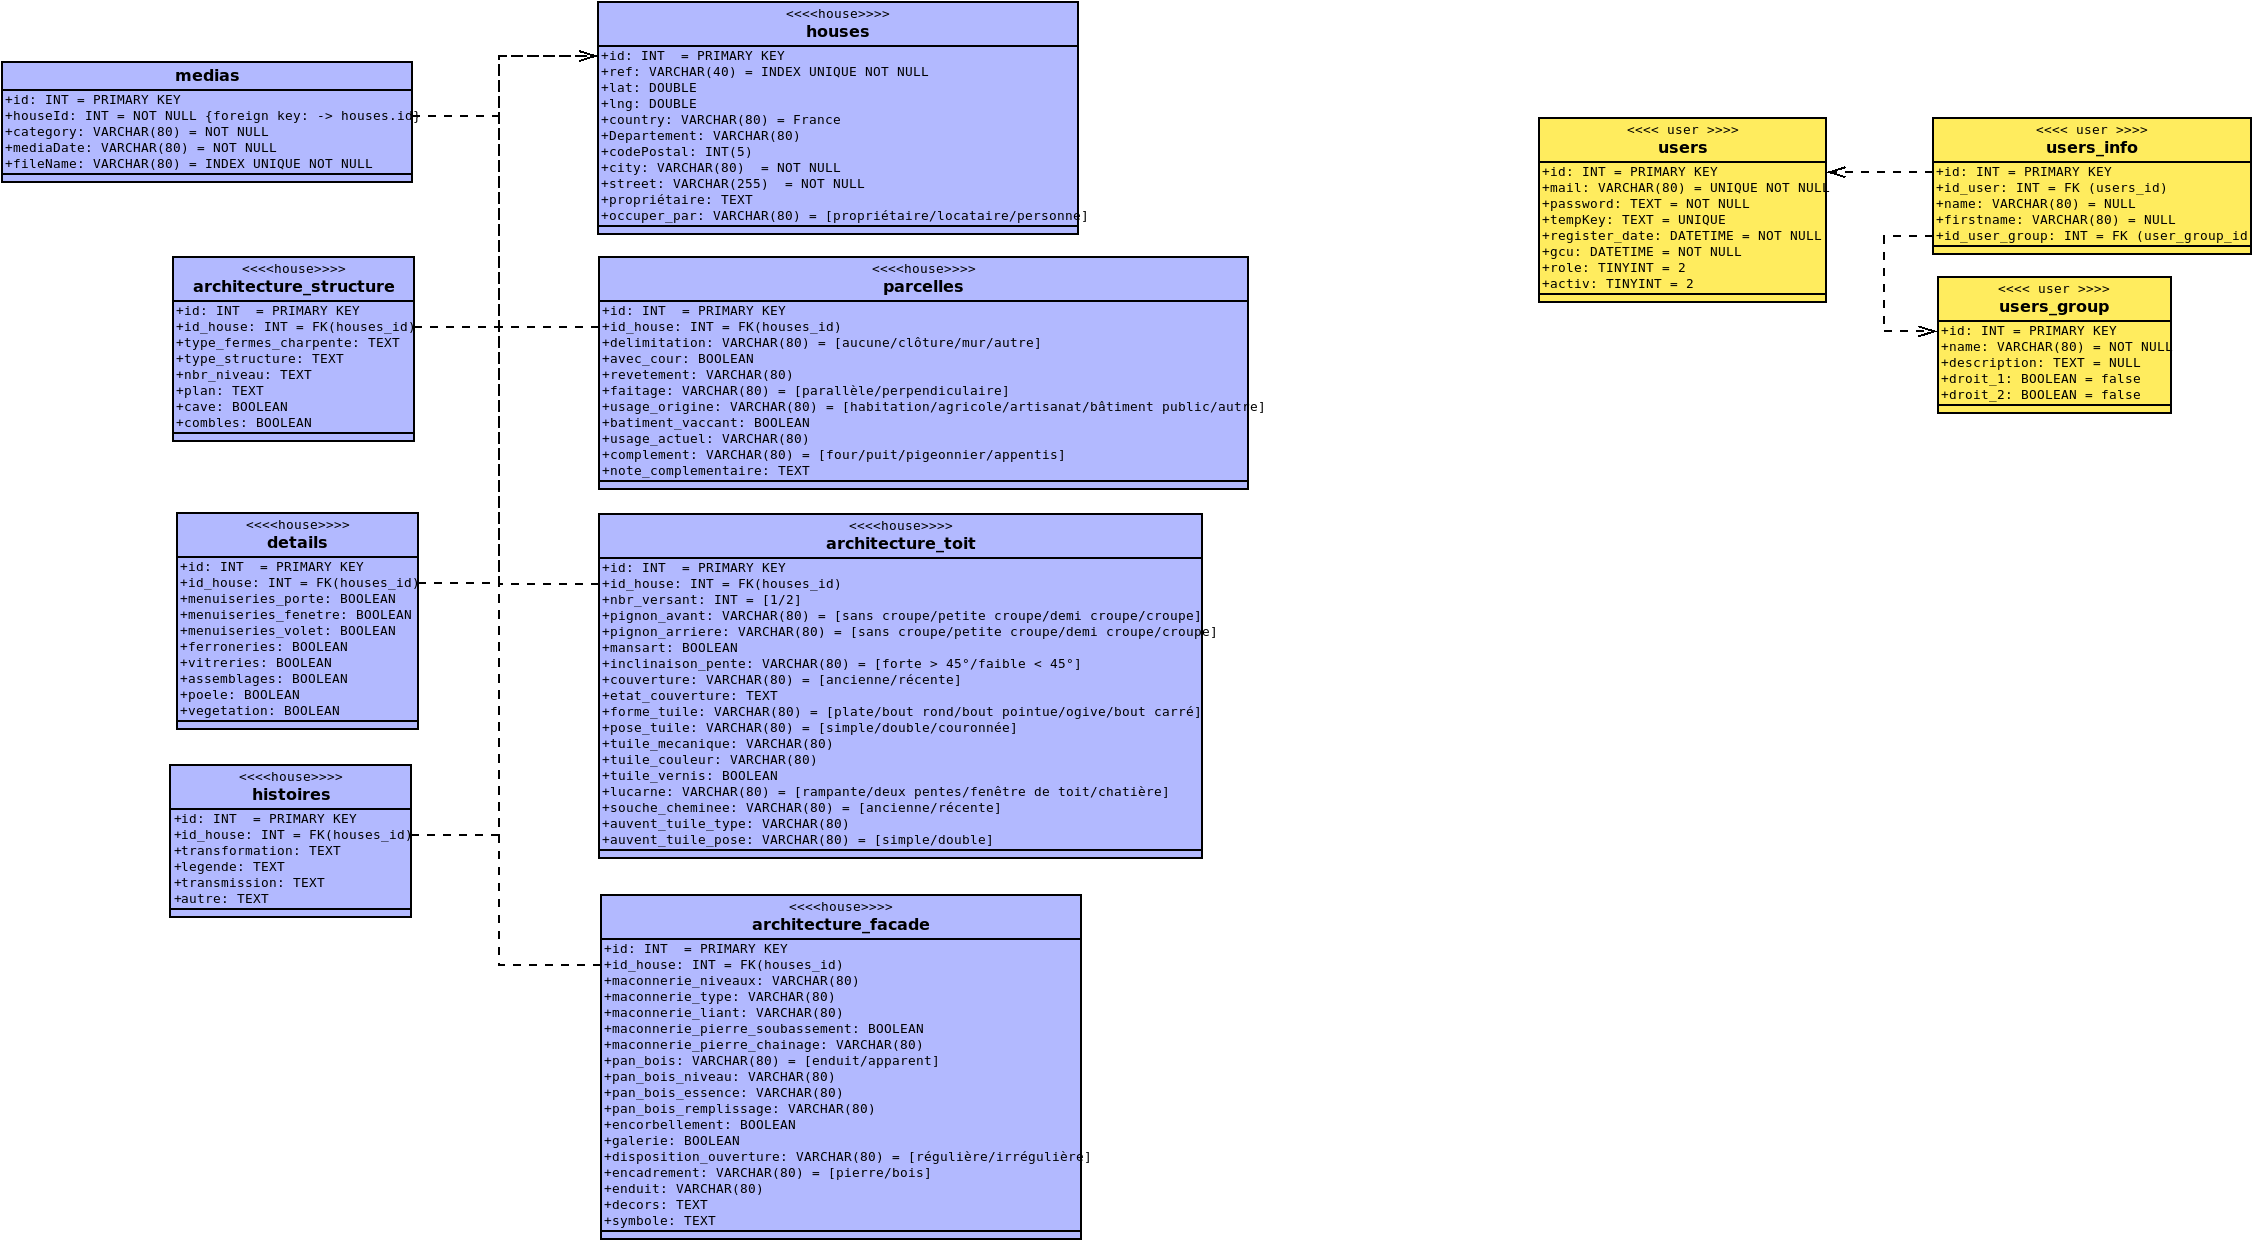 <<<<house>>>>
houses
+id: INT  = PRIMARY KEY
+ref: VARCHAR(40) = INDEX UNIQUE NOT NULL
+lat: DOUBLE
+lng: DOUBLE
+country: VARCHAR(80) = France
+Departement: VARCHAR(80)
+codePostal: INT(5)
+city: VARCHAR(80)  = NOT NULL
+street: VARCHAR(255)  = NOT NULL
+propriétaire: TEXT
+occuper_par: VARCHAR(80) = [propriétaire/locataire/personne]
medias
+id: INT = PRIMARY KEY
+houseId: INT = NOT NULL {foreign key: -> houses.id}
+category: VARCHAR(80) = NOT NULL
+mediaDate: VARCHAR(80) = NOT NULL
+fileName: VARCHAR(80) = INDEX UNIQUE NOT NULL
<<<< user >>>>
users
+id: INT = PRIMARY KEY
+mail: VARCHAR(80) = UNIQUE NOT NULL
+password: TEXT = NOT NULL
+tempKey: TEXT = UNIQUE
+register_date: DATETIME = NOT NULL
+gcu: DATETIME = NOT NULL
+role: TINYINT = 2
+activ: TINYINT = 2
<<<< user >>>>
users_info
+id: INT = PRIMARY KEY
+id_user: INT = FK (users_id)
+name: VARCHAR(80) = NULL
+firstname: VARCHAR(80) = NULL
+id_user_group: INT = FK (user_group_id
<<<< user >>>>
users_group
+id: INT = PRIMARY KEY
+name: VARCHAR(80) = NOT NULL
+description: TEXT = NULL
+droit_1: BOOLEAN = false
+droit_2: BOOLEAN = false
<<<<house>>>>
architecture_structure
+id: INT  = PRIMARY KEY
+id_house: INT = FK(houses_id)
+type_fermes_charpente: TEXT
+type_structure: TEXT
+nbr_niveau: TEXT
+plan: TEXT
+cave: BOOLEAN
+combles: BOOLEAN
<<<<house>>>>
parcelles
+id: INT  = PRIMARY KEY
+id_house: INT = FK(houses_id)
+delimitation: VARCHAR(80) = [aucune/clôture/mur/autre]
+avec_cour: BOOLEAN
+revetement: VARCHAR(80)
+faitage: VARCHAR(80) = [parallèle/perpendiculaire]
+usage_origine: VARCHAR(80) = [habitation/agricole/artisanat/bâtiment public/autre]
+batiment_vaccant: BOOLEAN
+usage_actuel: VARCHAR(80)
+complement: VARCHAR(80) = [four/puit/pigeonnier/appentis]
+note_complementaire: TEXT
<<<<house>>>>
details
+id: INT  = PRIMARY KEY
+id_house: INT = FK(houses_id)
+menuiseries_porte: BOOLEAN
+menuiseries_fenetre: BOOLEAN
+menuiseries_volet: BOOLEAN
+ferroneries: BOOLEAN
+vitreries: BOOLEAN
+assemblages: BOOLEAN
+poele: BOOLEAN
+vegetation: BOOLEAN
<<<<house>>>>
architecture_toit
+id: INT  = PRIMARY KEY
+id_house: INT = FK(houses_id)
+nbr_versant: INT = [1/2]
+pignon_avant: VARCHAR(80) = [sans croupe/petite croupe/demi croupe/croupe]
+pignon_arriere: VARCHAR(80) = [sans croupe/petite croupe/demi croupe/croupe]
+mansart: BOOLEAN
+inclinaison_pente: VARCHAR(80) = [forte > 45°/faible < 45°]
+couverture: VARCHAR(80) = [ancienne/récente]
+etat_couverture: TEXT
+forme_tuile: VARCHAR(80) = [plate/bout rond/bout pointue/ogive/bout carré]
+pose_tuile: VARCHAR(80) = [simple/double/couronnée]
+tuile_mecanique: VARCHAR(80)
+tuile_couleur: VARCHAR(80)
+tuile_vernis: BOOLEAN
+lucarne: VARCHAR(80) = [rampante/deux pentes/fenêtre de toit/chatière]
+souche_cheminee: VARCHAR(80) = [ancienne/récente]
+auvent_tuile_type: VARCHAR(80)
+auvent_tuile_pose: VARCHAR(80) = [simple/double]
<<<<house>>>>
histoires
+id: INT  = PRIMARY KEY
+id_house: INT = FK(houses_id)
+transformation: TEXT
+legende: TEXT
+transmission: TEXT
+autre: TEXT
<<<<house>>>>
architecture_facade
+id: INT  = PRIMARY KEY
+id_house: INT = FK(houses_id)
+maconnerie_niveaux: VARCHAR(80)
+maconnerie_type: VARCHAR(80)
+maconnerie_liant: VARCHAR(80)
+maconnerie_pierre_soubassement: BOOLEAN
+maconnerie_pierre_chainage: VARCHAR(80)
+pan_bois: VARCHAR(80) = [enduit/apparent]
+pan_bois_niveau: VARCHAR(80)
+pan_bois_essence: VARCHAR(80)
+pan_bois_remplissage: VARCHAR(80)
+encorbellement: BOOLEAN
+galerie: BOOLEAN
+disposition_ouverture: VARCHAR(80) = [régulière/irrégulière]
+encadrement: VARCHAR(80) = [pierre/bois]
+enduit: VARCHAR(80)
+decors: TEXT
+symbole: TEXT